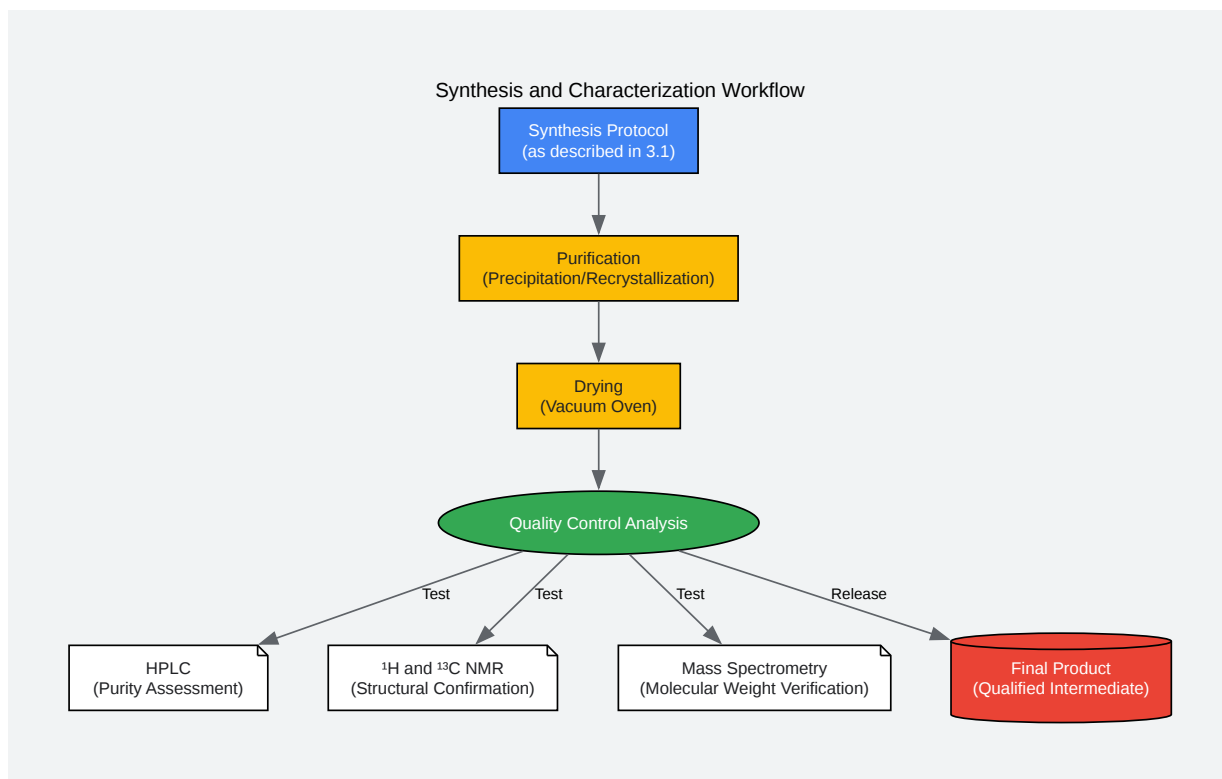 Synthesis and Characterization Workflow
Synthesis Protocol
(as described in 3.1)
Purification
(Precipitation/Recrystallization)
Drying
(Vacuum Oven)
Quality Control Analysis
Test
Test
Test
Release
HPLC
(Purity Assessment)
¹H and ¹³C NMR
(Structural Confirmation)
Mass Spectrometry
(Molecular Weight Verification)
Final Product
(Qualified Intermediate)